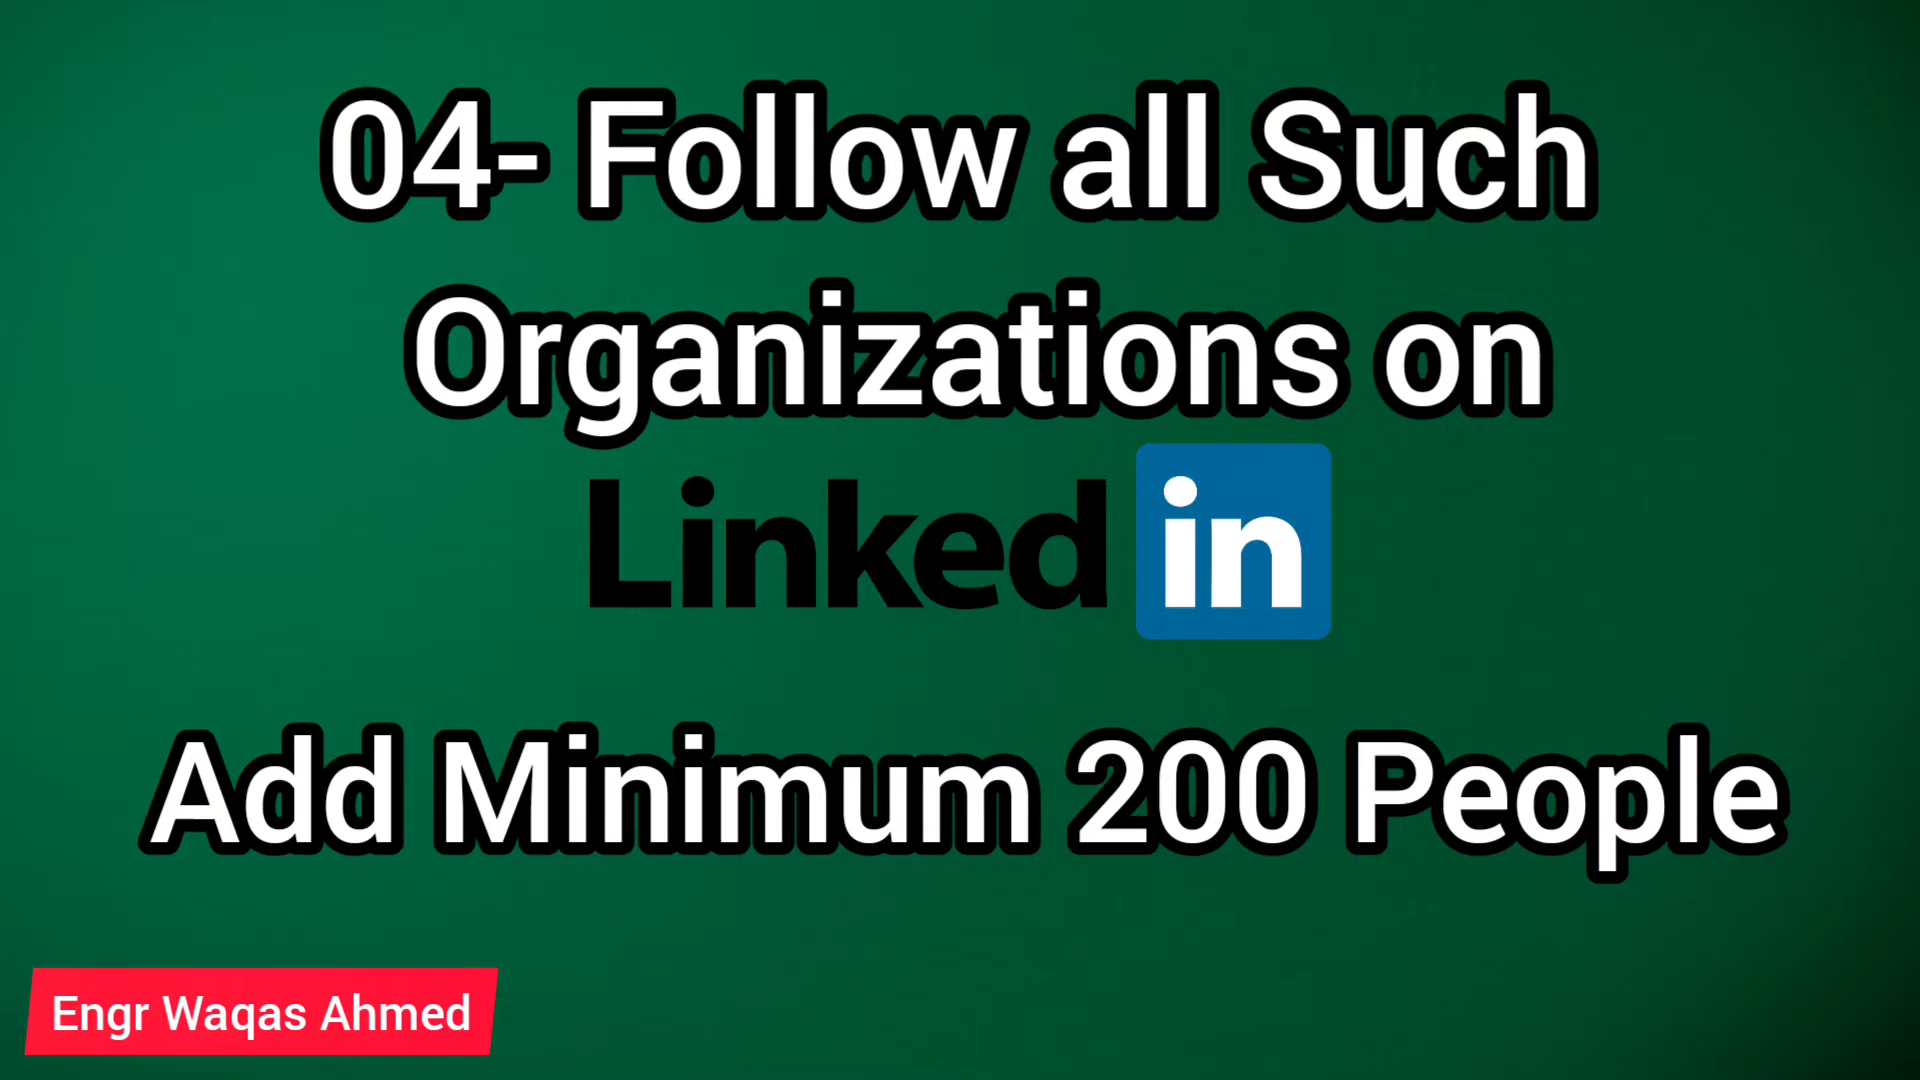 04- Follow all Such
Organizations on
Linked in
Add Minimum 200 People
Engr Waqas Ahmed